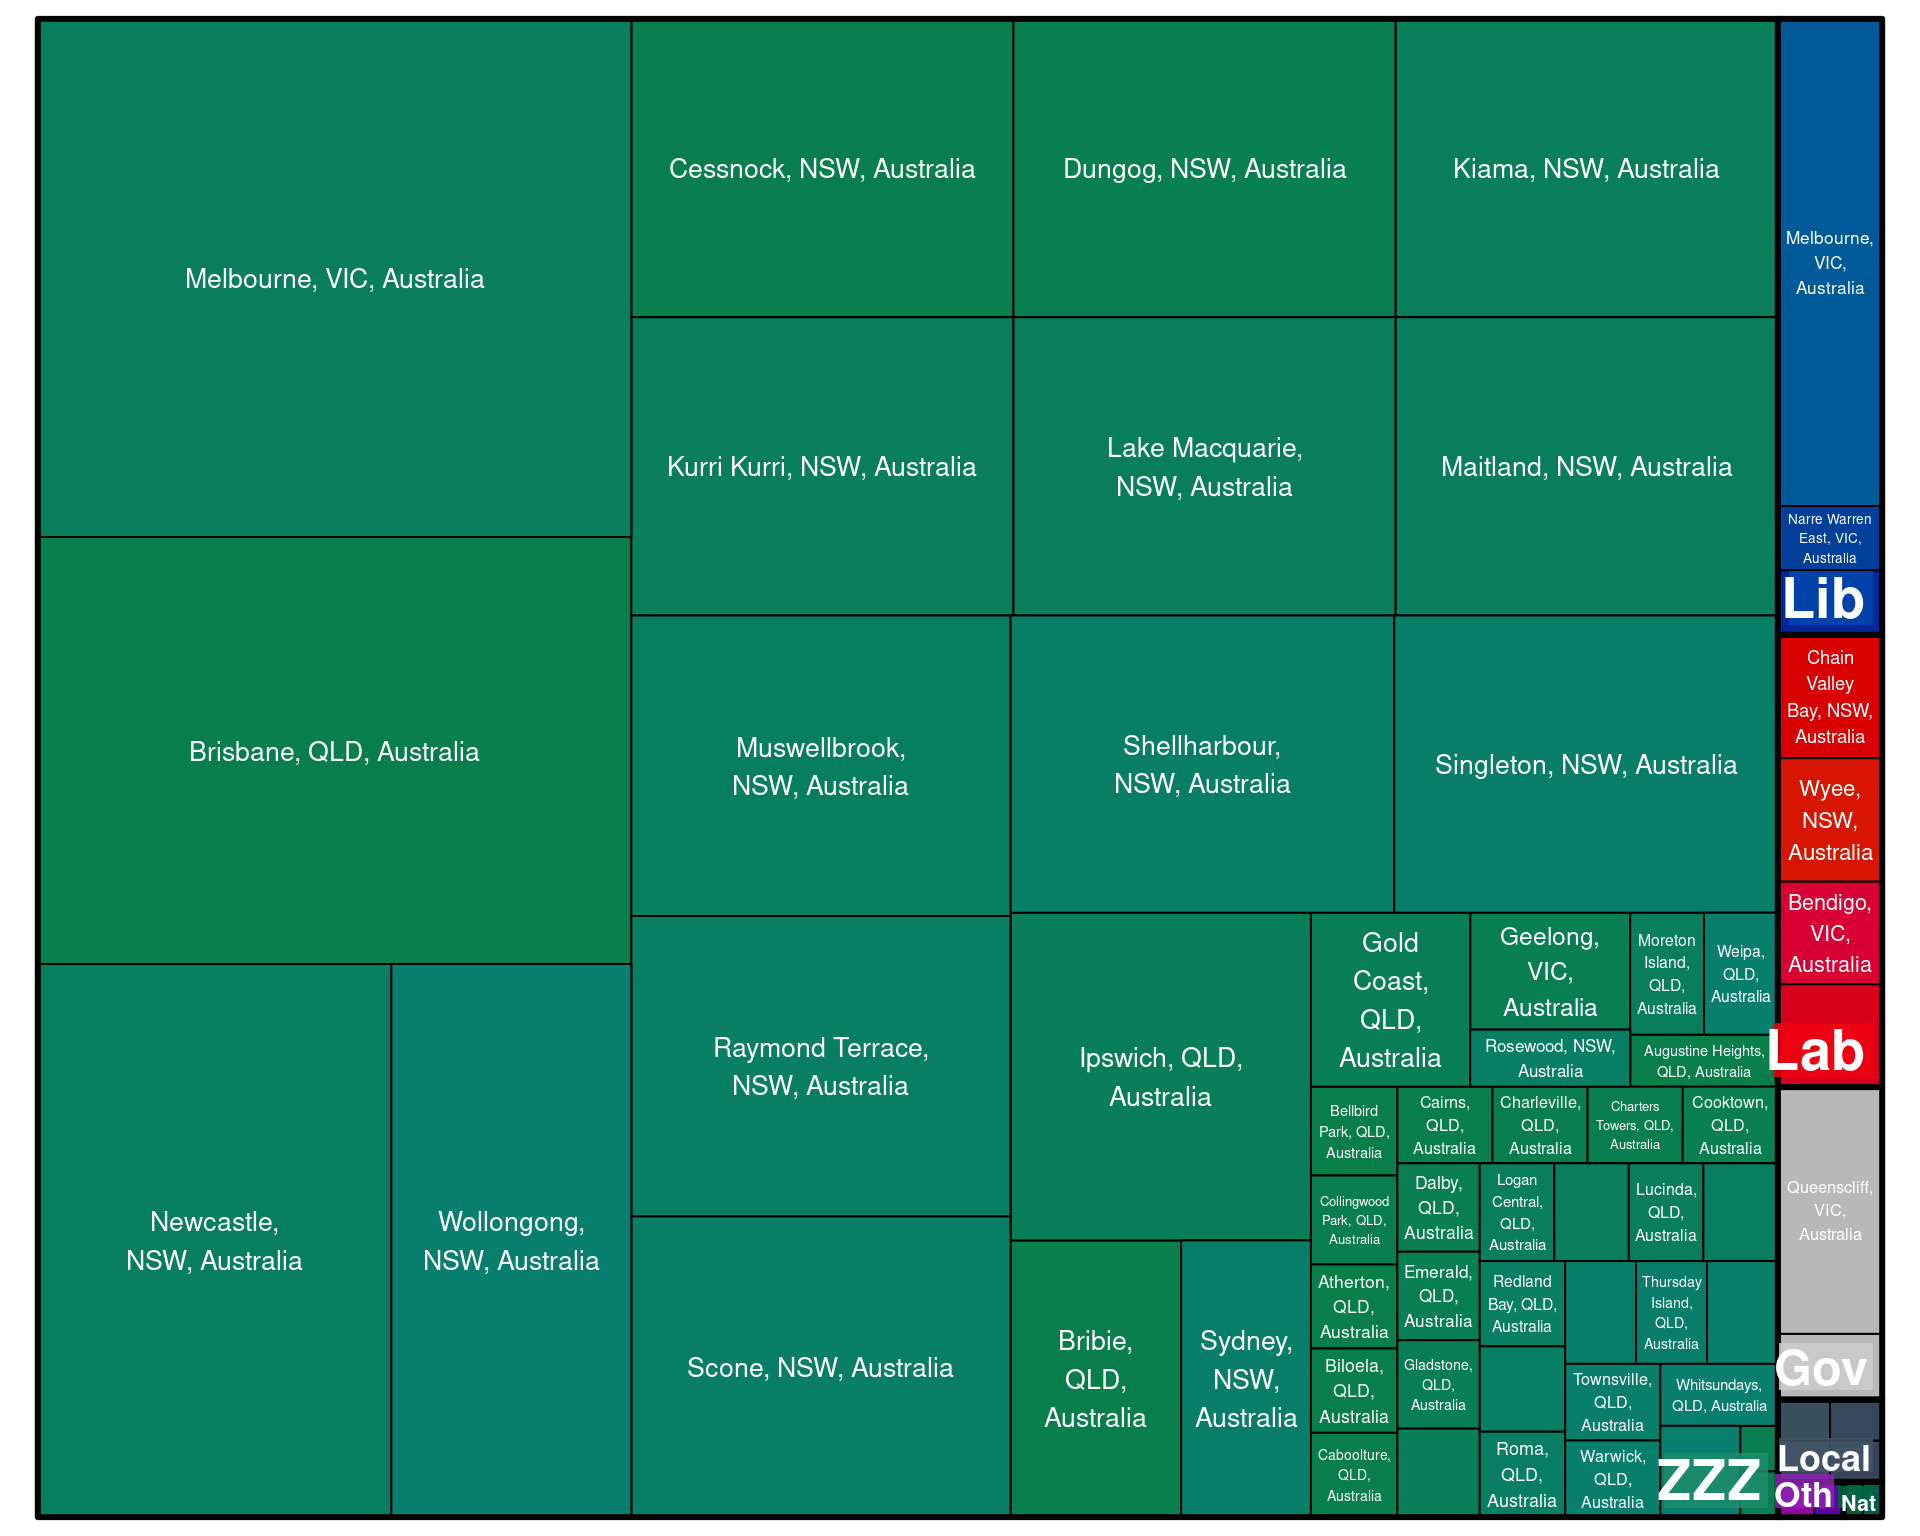 Melbourne, VIC, Australia
Brisbane, QLD, Australia
Newcastle,
NSW, Australia
Wollongong,
NSW, Australia
Cessnock, NSW, Australia
Dungog, NSW, Australia
Kiama, NSW, Australia
Kurri Kurri, NSW, Australia
Lake Macquarie,
NSW, Australia
Maitland, NSW, Australia
Muswellbrook,
NSW, Australia
Shellharbour,
NSW, Australia
Singleton, NSW, Australia
Raymond Terrace,
NSW, Australia
Scone, NSW, Australia
Ipswich, QLD,
Australia
Bribie,
QLD,
Australia
Sydney,
NSW,
Australia
Gold
Coast,
QLD,
Australia
Geelong,
VIC,
Australia
Rosewood, NSW,
Australia
Moreton
Island,
QLD,
Australia
Weipa,
QLD,
Australia
Augustine Heights,
QLD, Australia
Bellbird
Park, QLD,
Australia
Collingwood
Park, QLD,
Australia
Atherton,
QLD,
Australia
Biloela,
QLD,
Australia
Caboolture,
QLD,
Australia
Cairns,
QLD,
Australia
Charleville,
QLD,
Australia
Charters
Towers, QLD,
Australia
Cooktown,
QLD,
Australia
Dalby,
QLD,
Australia
Emerald,
QLD,
Australia
Gladstone,
QLD,
Australia
Logan
Central,
QLD,
Australia
Lucinda,
QLD,
Australia
Redland
Bay, QLD,
Australia
Thursday
Island,
QLD,
Australia
Roma,
QLD,
Australia
Townsville,
QLD,
Australia
Whitsundays,
QLD, Australia
Warwick,
QLD,
Australia
ZZZ
Melbourne,
VIC,
Australia
Narre Warren
East, VIC,
Australia
Lib
Chain
Valley
Bay, NSW,
Australia
Wyee,
NSW,
Australia
Bendigo,
VIC,
Australia
Lab
Queenscliff,
VIC,
Australia
Gov
Local
Oth
Nat